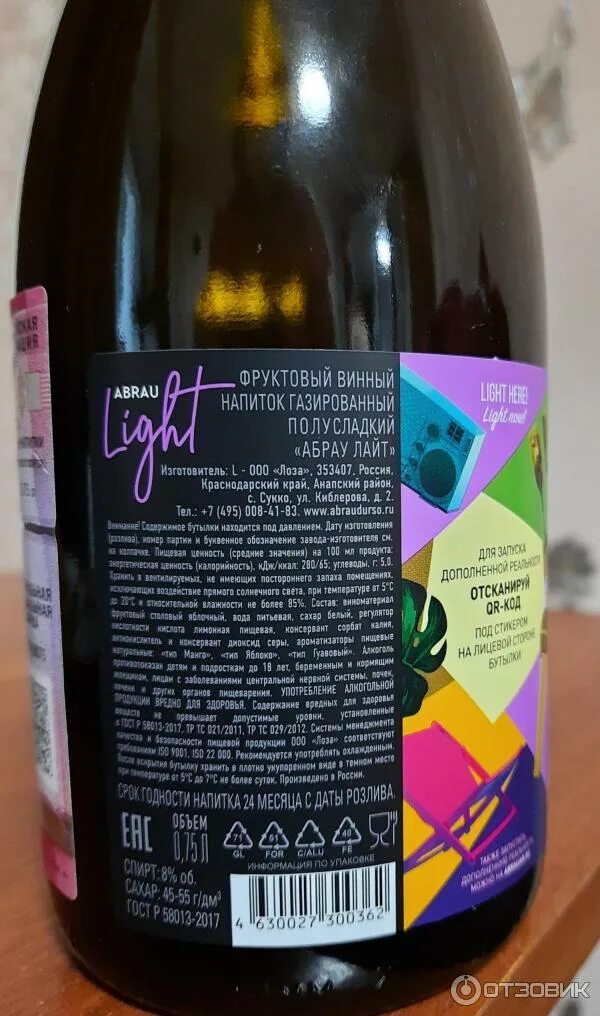 ABRAU
Light
ФРУКТОВЫЙ ВИННЫЙ
НАПИТОК ГАЗИРОВАННЫЙ
ПОЛУСЛАДКИЙ
«АБРАУ ЛАЙТ»
Изготовитель: L - ООО «Лоза», 353407, Россия,
Краснодарский край, Анапский район,
с. Сукко, ул. Киблерова, д. 2.
Тел.: +7 (495) 008-41-83. www.abraudurso.ru
Внимание! Содержимое бутылки находится под давлением. Дату изготовления
(розлива), номер партии и буквенное обозначение завода-изготовителя см.
на колпачке. Пищевая ценность (средние значения) на 100 мл продукта:
энергетическая ценность (калорийность), кДж/ккал: 280/65; углеводы, г: 5,0.
Хранить в вентилируемых, не имеющих постороннего запаха помещениях,
исключающих воздействие прямого солнечного света, при температуре от 5°С
до 20°С и относительной влажности не более 85%. Состав: виноматериал
фруктовый столовый яблочный, вода питьевая, сахар белый, регулятор
кислотности кислота лимонная пищевая, консервант сорбат калия,
антиокислитель и консервант диоксид серы, ароматизаторы пищевые
натуральные: «тип Манго», «тип Яблоко», «тип Гуавовый». Алкоголь
противопоказан детям и подросткам до 18 лет, беременным и кормящим
женщинам, лицам с заболеваниями центральной нервной системы, почек,
печени и других органов пищеварения. УПОТРЕБЛЕНИЕ АЛКОГОЛЬНОЙ
ПРОДУКЦИИ ВРЕДНО ДЛЯ ЗДОРОВЬЯ. Содержание вредных для здоровья
веществ не превышает допустимые уровни, установленные
в ГОСТ Р 58013-2017, ТР ТС 021/2011, ТР ТС 029/2012. Системы менеджмента
качества и безопасности пищевой продукции ООО «Лоза» соответствуют
требованиям ISO 9001, ISO 22 000. Рекомендуется употреблять охлажденным.
После вскрытия бутылку хранить в плотно укупоренном виде в темном месте
при температуре от 5°С до 7°С не более суток. Произведено в России.
СРОК ГОДНОСТИ НАПИТКА 24 МЕСЯЦА С ДАТЫ РОЗЛИВА.
EAC
ОБЪЕМ
0,75 Л
71 51 41 40
GL FOR C/ALU FE
ИНФОРМАЦИЯ ПО УПАКОВКЕ
СПИРТ: 8% об.
САХАР: 45-55 г/дм³
ГОСТ Р 58013-2017
4 630027 300362
LIGHT HERE!
Light now!
ДЛЯ ЗАПУСКА
ДОПОЛНЕННОЙ РЕАЛЬНОСТИ
ОТСКАНИРУЙ
QR-КОД
ПОД СТИКЕРОМ
НА ЛИЦЕВОЙ СТОРОНЕ
БУТЫЛКИ
ТАКЖЕ ЗАПУСТИТЬ
ДОПОЛНЕННУЮ РЕАЛЬНОСТЬ
МОЖНО НА
ОТЗОВИК